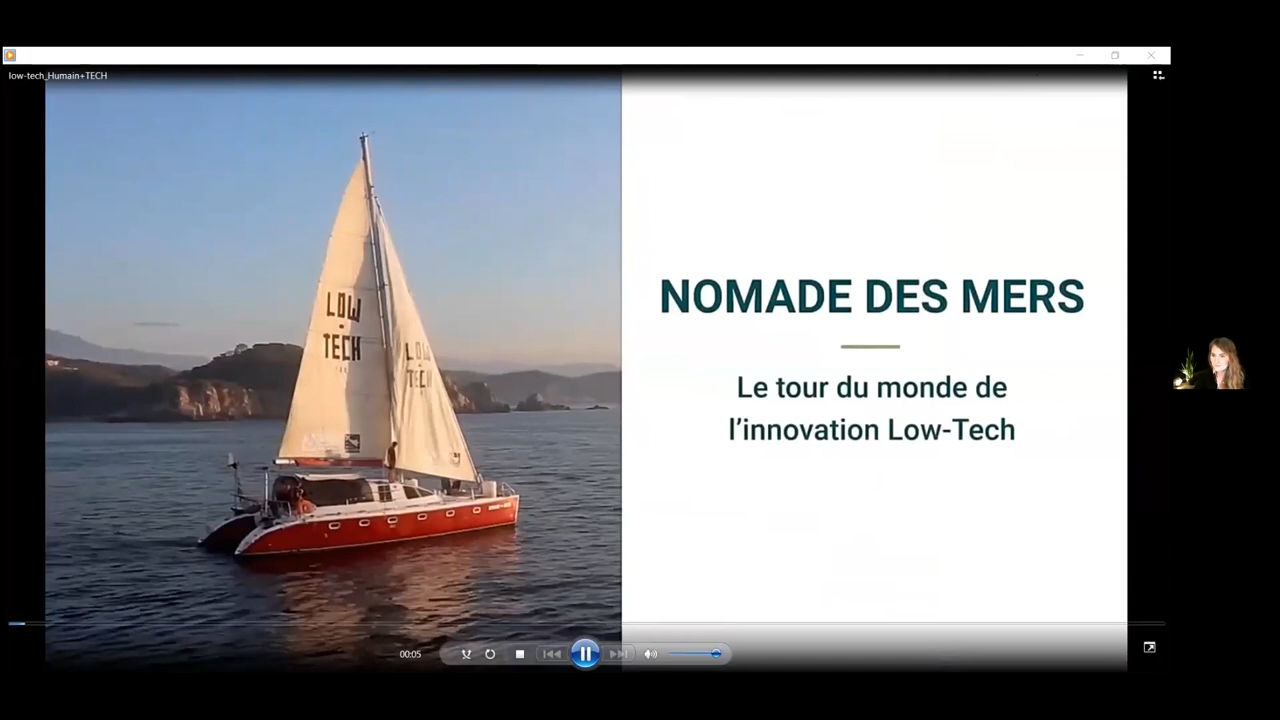 low-tech_Humain+TECH
LOW
-
TECH
LOW
-
TECH
NOMADE DES MERS
Le tour du monde de
l'innovation Low-Tech
00:05